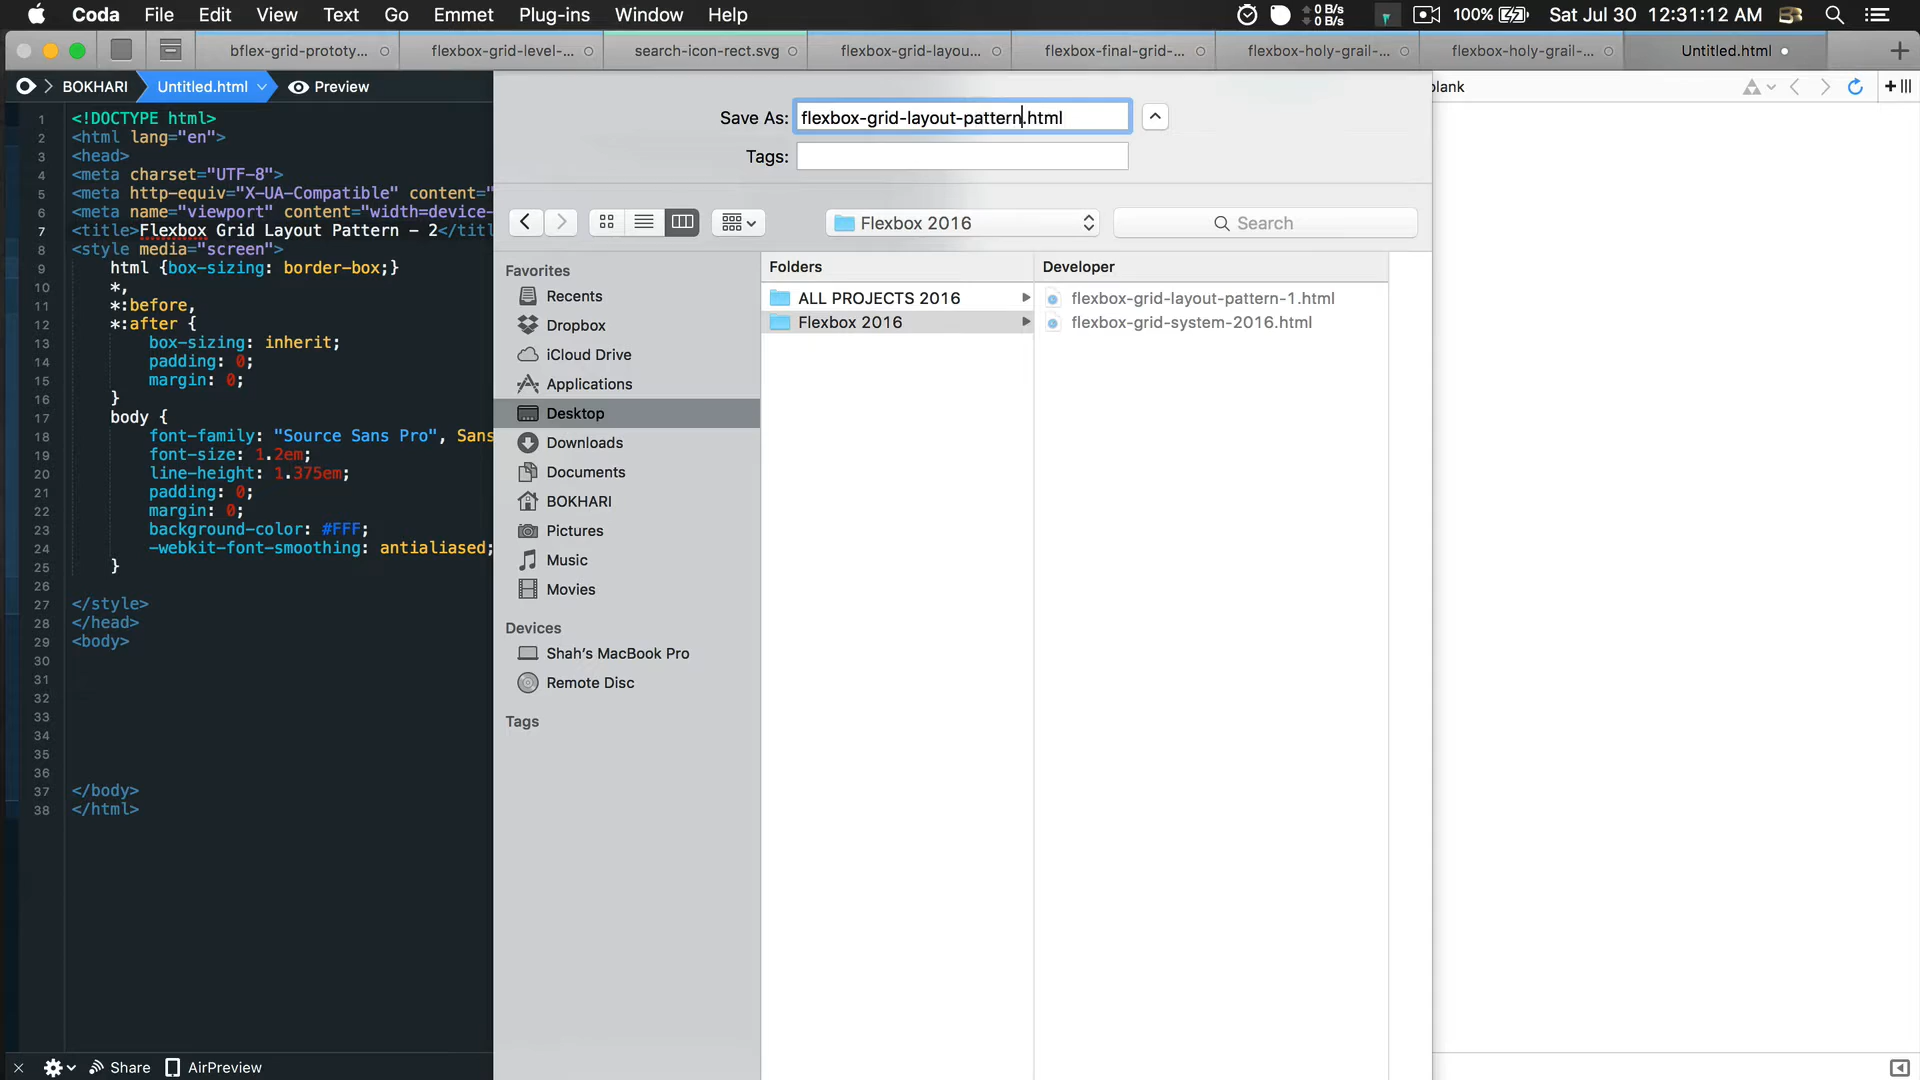 Coda File Edit View Text Go Emmet Plug-ins Window Help 0 B/s 0 B/s 100% Sat Jul 30 12:31:12 AM
bflex-grid-prototy... flexbox-grid-level-... search-icon-rect.svg flexbox-grid-layou... flexbox-final-grid-... flexbox-holy-grail-... flexbox-holy-grail-... Untitled.html
BOKHARI Untitled.html Preview
blank
Save As: flexbox-grid-layout-pattern.html
Tags:
Flexbox 2016
Search
1 <!DOCTYPE html>
2 <html lang="en">
3 <head>
4 <meta charset="UTF-8">
5 <meta http-equiv="X-UA-Compatible" content="
6 <meta name="viewport" content="width=device-
7 <title>Flexbox Grid Layout Pattern - 2</titl
8 <style media="screen">
9 html {box-sizing: border-box;}
10 *,
11 *:before,
12 *:after {
13 box-sizing: inherit;
14 padding: 0;
15 margin: 0;
16 }
17 body {
18 font-family: "Source Sans Pro", Sans
19 font-size: 1.2em;
20 line-height: 1.375em;
21 padding: 0;
22 margin: 0;
23 background-color: #FFF;
24 -webkit-font-smoothing: antialiased;
25 }
26
27 </style>
28 </head>
29 <body>
30
31
32
33
34
35
36
37 </body>
38 </html>
Favorites
Recents
Dropbox
iCloud Drive
Applications
Desktop
Downloads
Documents
BOKHARI
Pictures
Music
Movies
Devices
Shah's MacBook Pro
Remote Disc
Tags
Folders
ALL PROJECTS 2016
Flexbox 2016
Developer
flexbox-grid-layout-pattern-1.html
flexbox-grid-system-2016.html
Share AirPreview